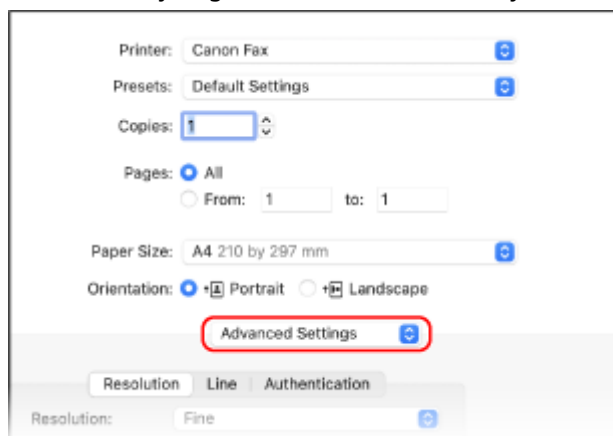 Printer: Canon Fax
Presets: Default Settings
Copies: 1
Pages: All
From: 1 to: 1
Paper Size: A4 210 by 297 mm
Orientation: Portrait Landscape
Advanced Settings
Resolution Line Authentication
Resolution: Fine